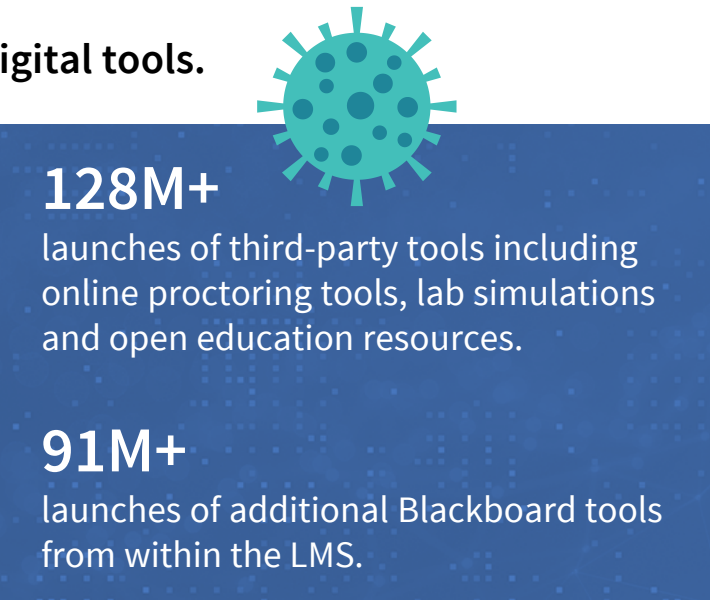 igital tools.
128M+
launches of third-party tools including
online proctoring tools, lab simulations
and open education resources.
91M+
launches of additional Blackboard tools
from within the LMS.